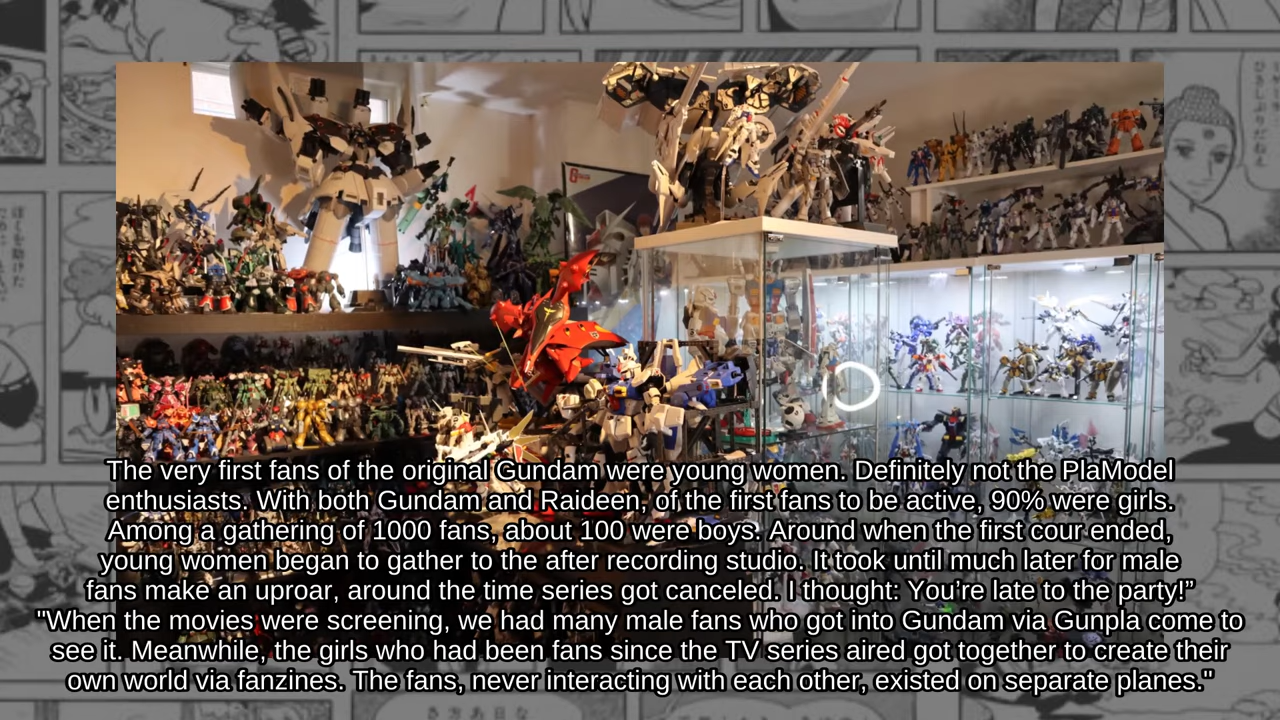 The very first fans of the original Gundam were young women. Definitely not the PlaModel
enthusiasts. With both Gundam and Raideen, of the first fans to be active, 90% were girls.
Among a gathering of 1000 fans, about 100 were boys. Around when the first cour ended,
young women began to gather to the after recording studio. It took until much later for male
fans make an uproar, around the time series got canceled. I thought: You’re late to the party!”
"When the movies were screening, we had many male fans who got into Gundam via Gunpla come to
see it. Meanwhile, the girls who had been fans since the TV series aired got together to create their
own world via fanzines. The fans, never interacting with each other, existed on separate planes."